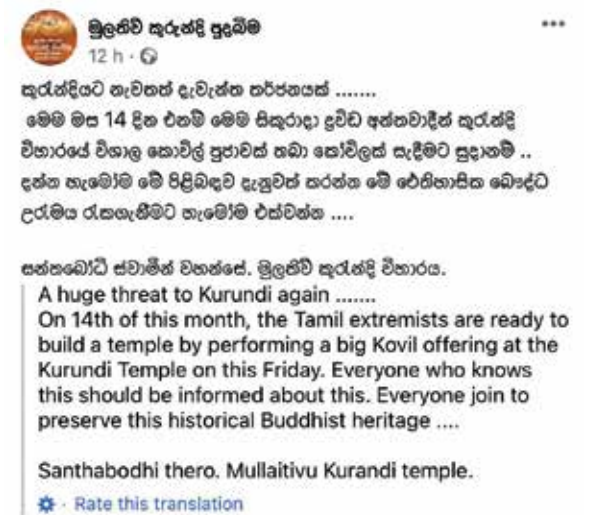 මුලතිව් කුරුන්දි පුදබිම
12 h ·
කුරැන්දියට නැවතත් දැවැන්ත තර්ජනයක් .......
මෙම මස 14 දින එනම් මෙම සිකුරාදා ද්‍රවිඩ අන්තවාදීන් කුරැන්දි
විහාරයේ විශාල කොවිල් පුජාවක් තබා කෝවිලක් සැදීමට සුදානම් ..
දන්න හැමෝම මේ පිළිබඳව දැනුවත් කරන්න මේ ඓතිහාසික බෞද්ධ
උරැමය රැකගැනීමට හැමෝම එක්වන්න ....
සන්තබෝධි ස්වාමීන් වහන්සේ. මුලතිව් කුරැන්දි විහාරය.
A huge threat to Kurundi again .......
On 14th of this month, the Tamil extremists are ready to
build a temple by performing a big Kovil offering at the
Kurundi Temple on this Friday. Everyone who knows
this should be informed about this. Everyone join to
preserve this historical Buddhist heritage ....
Santhabodhi thero. Mullaitivu Kurandi temple.
· Rate this translation